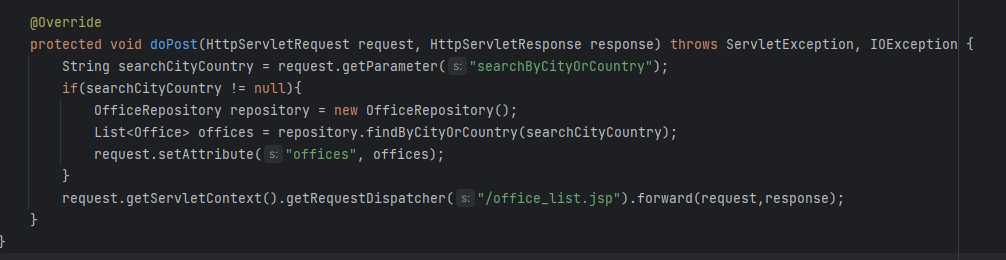 @Override
protected void doPost(HttpServletRequest request, HttpServletResponse response) throws ServletException, IOException {
String searchCityCountry = request.getParameter( s: "searchByCityOrCountry");
if(searchCityCountry != null){
OfficeRepository repository = new OfficeRepository();
List<Office> offices = repository.findByCityOrCountry(searchCityCountry);
request.setAttribute( s: "offices", offices);
}
request.getServletContext().getRequestDispatcher( s: "/office_list.jsp").forward(request,response);
}
}